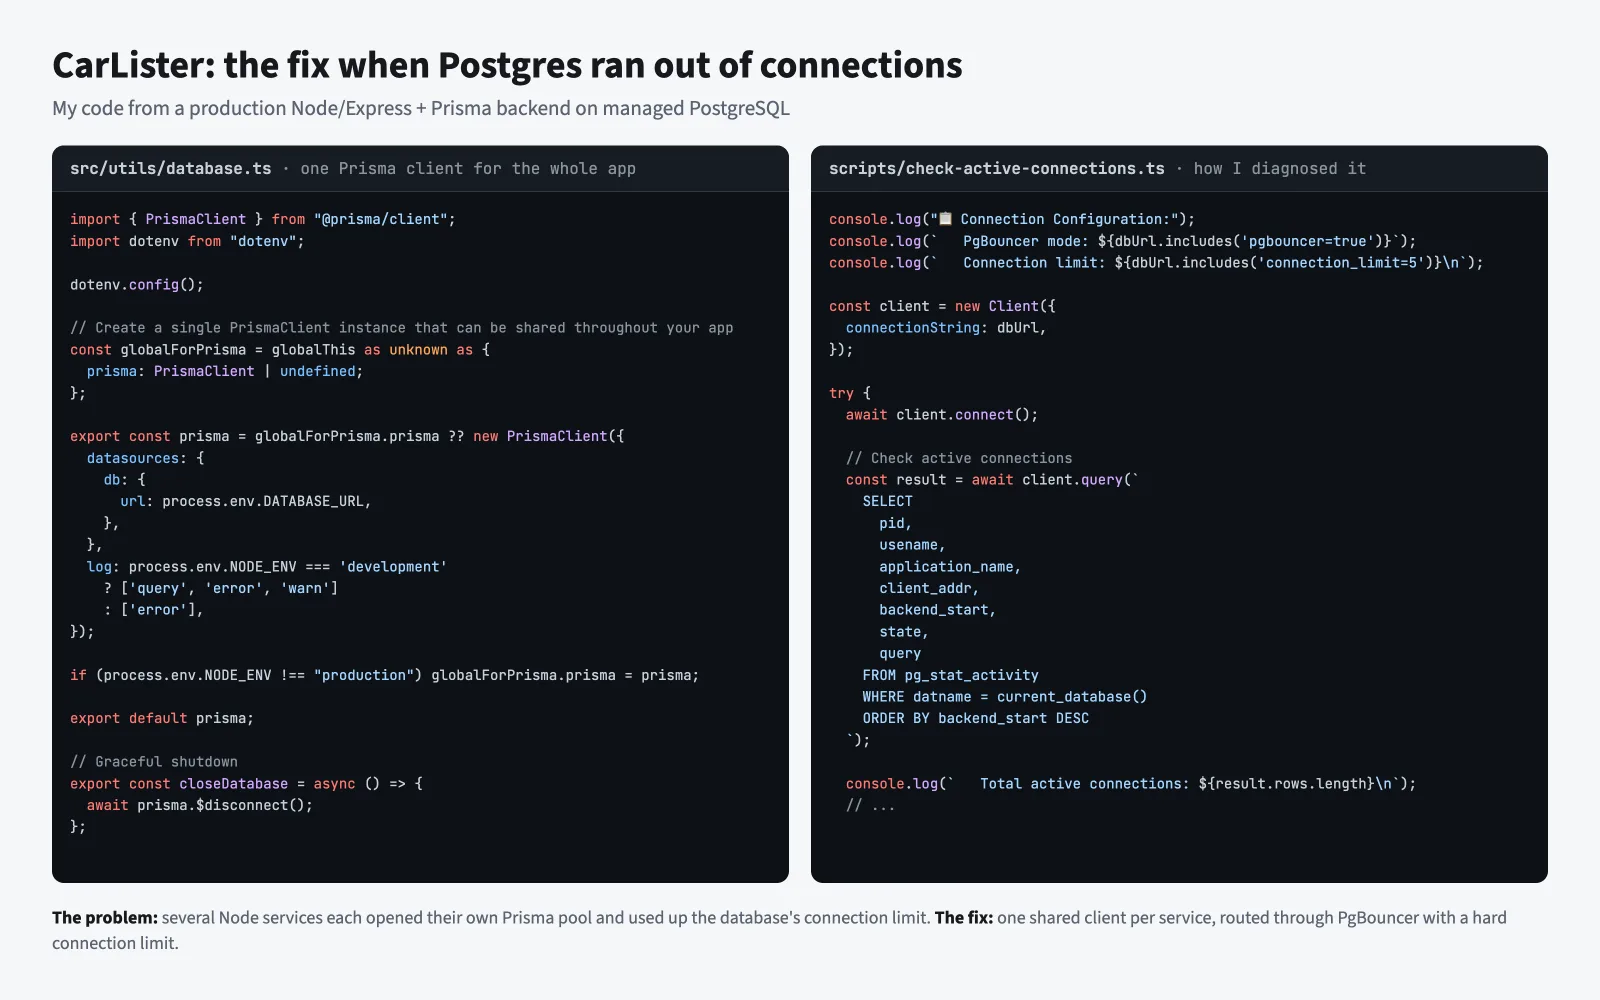 CarLister: the fix when Postgres ran out of connections
My code from a production Node/Express + Prisma backend on managed PostgreSQL
src/utils/database.ts · one Prisma client for the whole app
import { PrismaClient } from "@prisma/client";
import dotenv from "dotenv";

dotenv.config();

// Create a single PrismaClient instance that can be shared throughout your app
const globalForPrisma = globalThis as unknown as {
  prisma: PrismaClient | undefined;
};

export const prisma = globalForPrisma.prisma ?? new PrismaClient({
  datasources: {
    db: {
      url: process.env.DATABASE_URL,
    },
  },
  log: process.env.NODE_ENV === 'development'
    ? ['query', 'error', 'warn']
    : ['error'],
});

if (process.env.NODE_ENV !== "production") globalForPrisma.prisma = prisma;

export default prisma;

// Graceful shutdown
export const closeDatabase = async () => {
  await prisma.$disconnect();
};
scripts/check-active-connections.ts · how I diagnosed it
console.log("📋 Connection Configuration:");
console.log(`   PgBouncer mode: ${dbUrl.includes('pgbouncer=true')}`);
console.log(`   Connection limit: ${dbUrl.includes('connection_limit=5')}\n`);

const client = new Client({
  connectionString: dbUrl,
});

try {
  await client.connect();

  // Check active connections
  const result = await client.query(`
    SELECT
      pid,
      usename,
      application_name,
      client_addr,
      backend_start,
      state,
      query
    FROM pg_stat_activity
    WHERE datname = current_database()
    ORDER BY backend_start DESC
  `);

  console.log(`   Total active connections: ${result.rows.length}\n`);
  // ...
The problem: several Node services each opened their own Prisma pool and used up the database's connection limit. The fix: one shared client per service, routed through PgBouncer with a hard
connection limit.